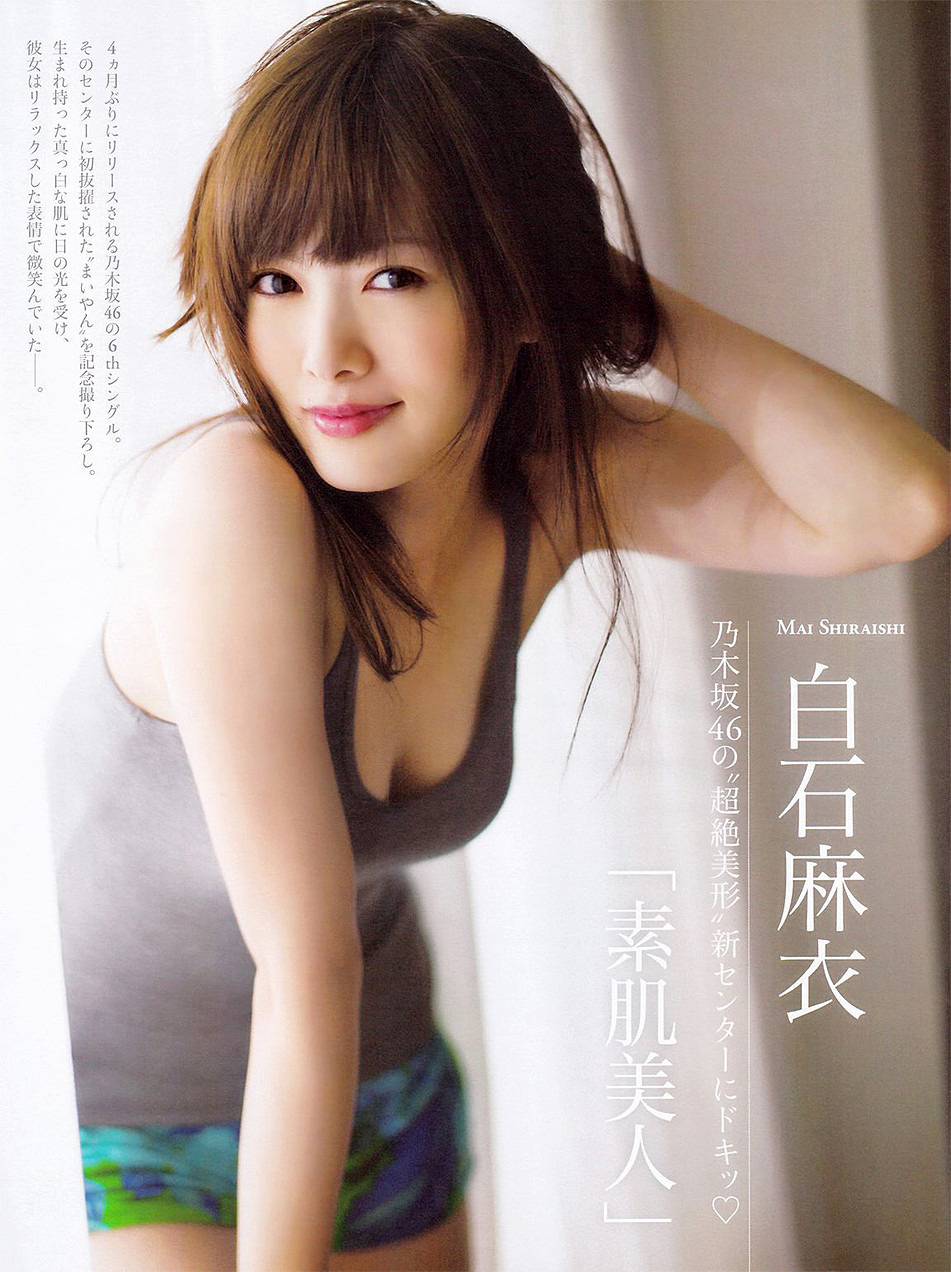 4ヵ月ぶりにリリースされる乃木坂46の6thシングル。
そのセンターに初抜擢された〝まいやん〟を記念撮り下ろし。
生まれ持った真っ白な肌に日の光を受け、
彼女はリラックスした表情で微笑んでいた——。
MAI SHIRAISHI
白石麻衣
乃木坂46の〝超絶美形〟新センターにドキッ♡
「素肌美人」